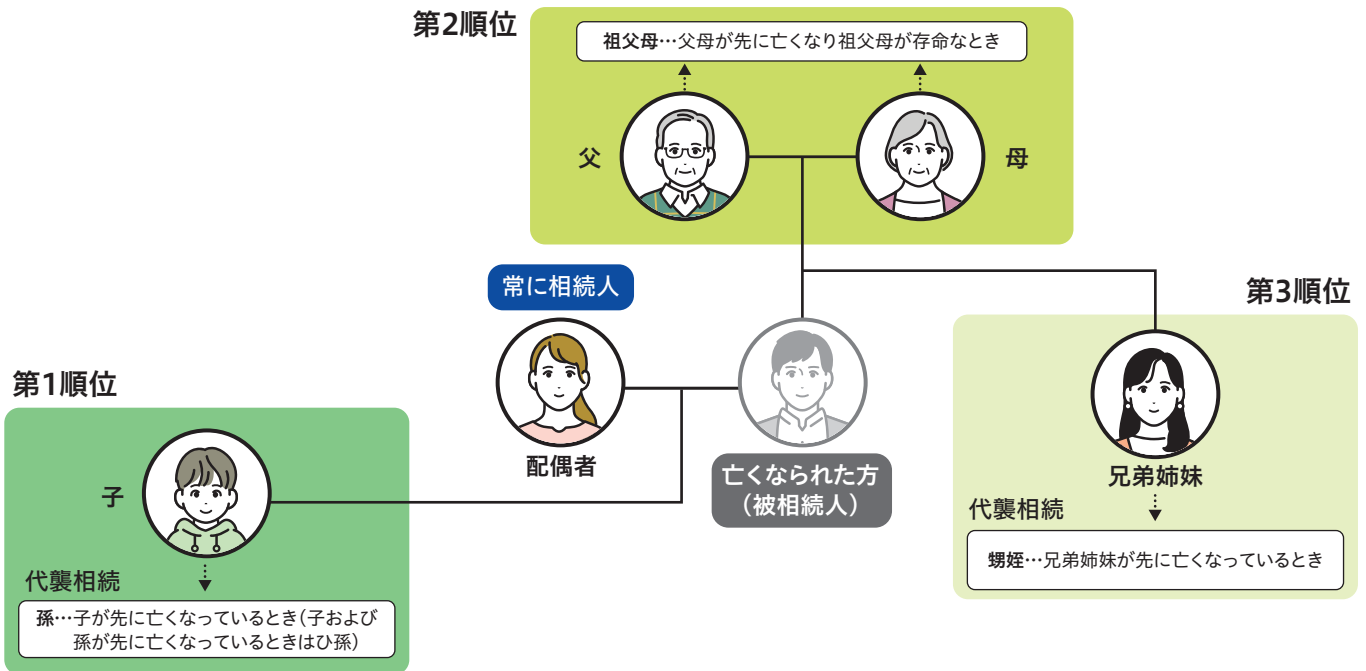 第2順位
祖父母…父母が先に亡くなり祖父母が存命なとき
父
母
常に相続人
第3順位
第1順位
配偶者
亡くなられた方
（被相続人）
兄弟姉妹
子
代襲相続
甥姪…兄弟姉妹が先に亡くなっているとき
代襲相続
孫…子が先に亡くなっているとき（子および
孫が先に亡くなっているときはひ孫）